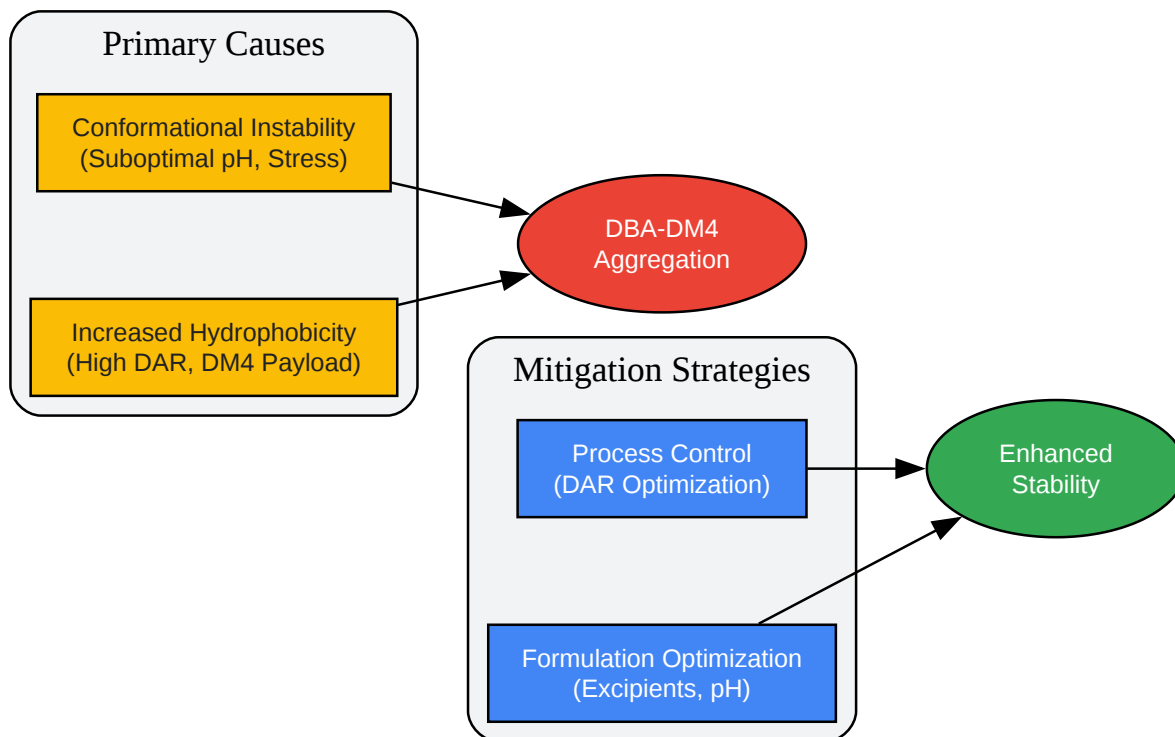 Primary Causes
Conformational Instability
(Suboptimal pH, Stress)
Increased Hydrophobicity
(High DAR, DM4 Payload)
DBA-DM4
Aggregation
Mitigation Strategies
Process Control
(DAR Optimization)
Formulation Optimization
(Excipients, pH)
Enhanced
Stability